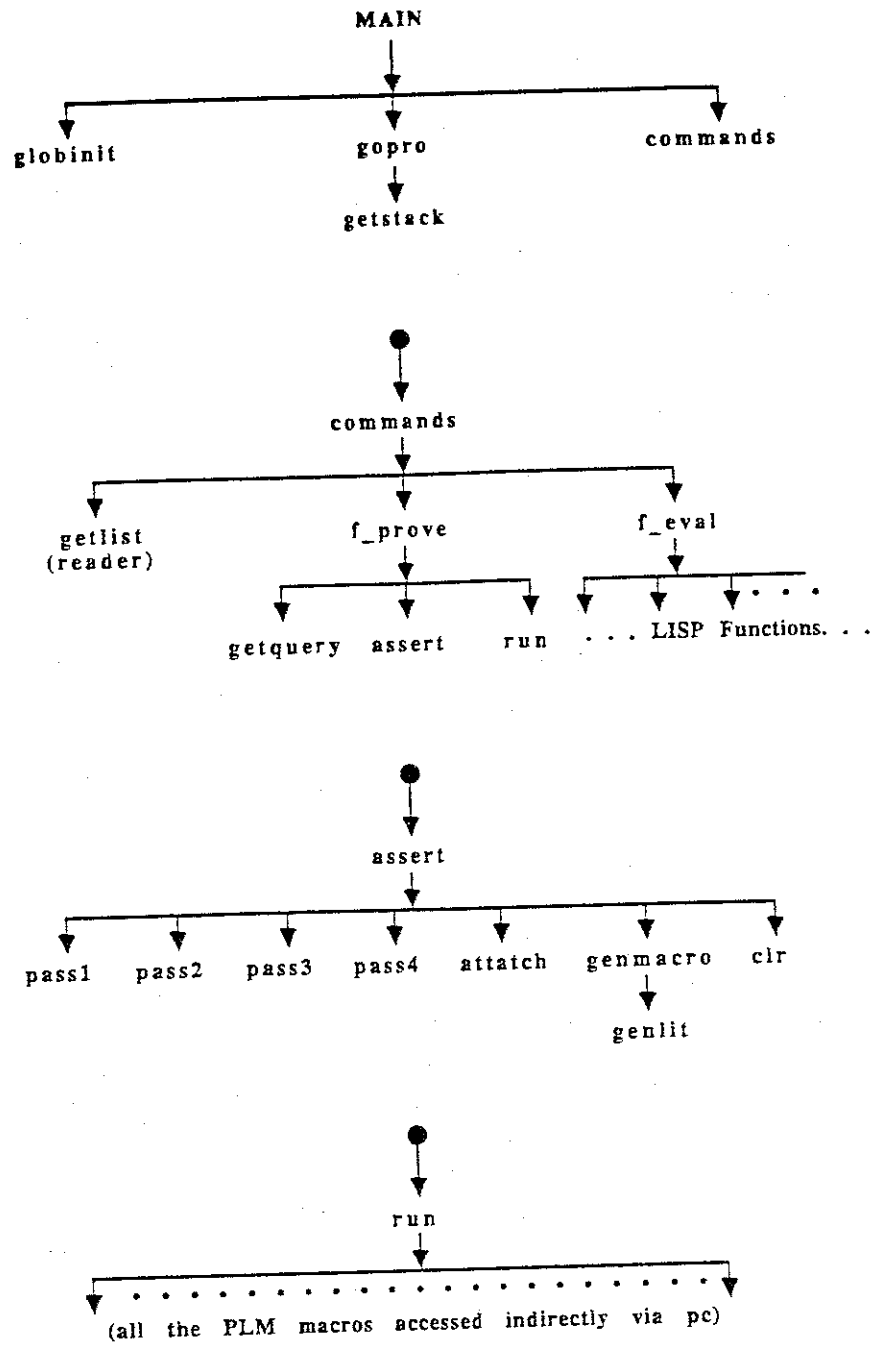 MAIN
globinit gopro commands
getstack
commands
getlist f_prove f_eval
(reader)
getquery assert run . . . LISP Functions. . .
assert
pass1 pass2 pass3 pass4 attatch genmacro clr
genlit
run
(all the PLM macros accessed indirectly via pc)